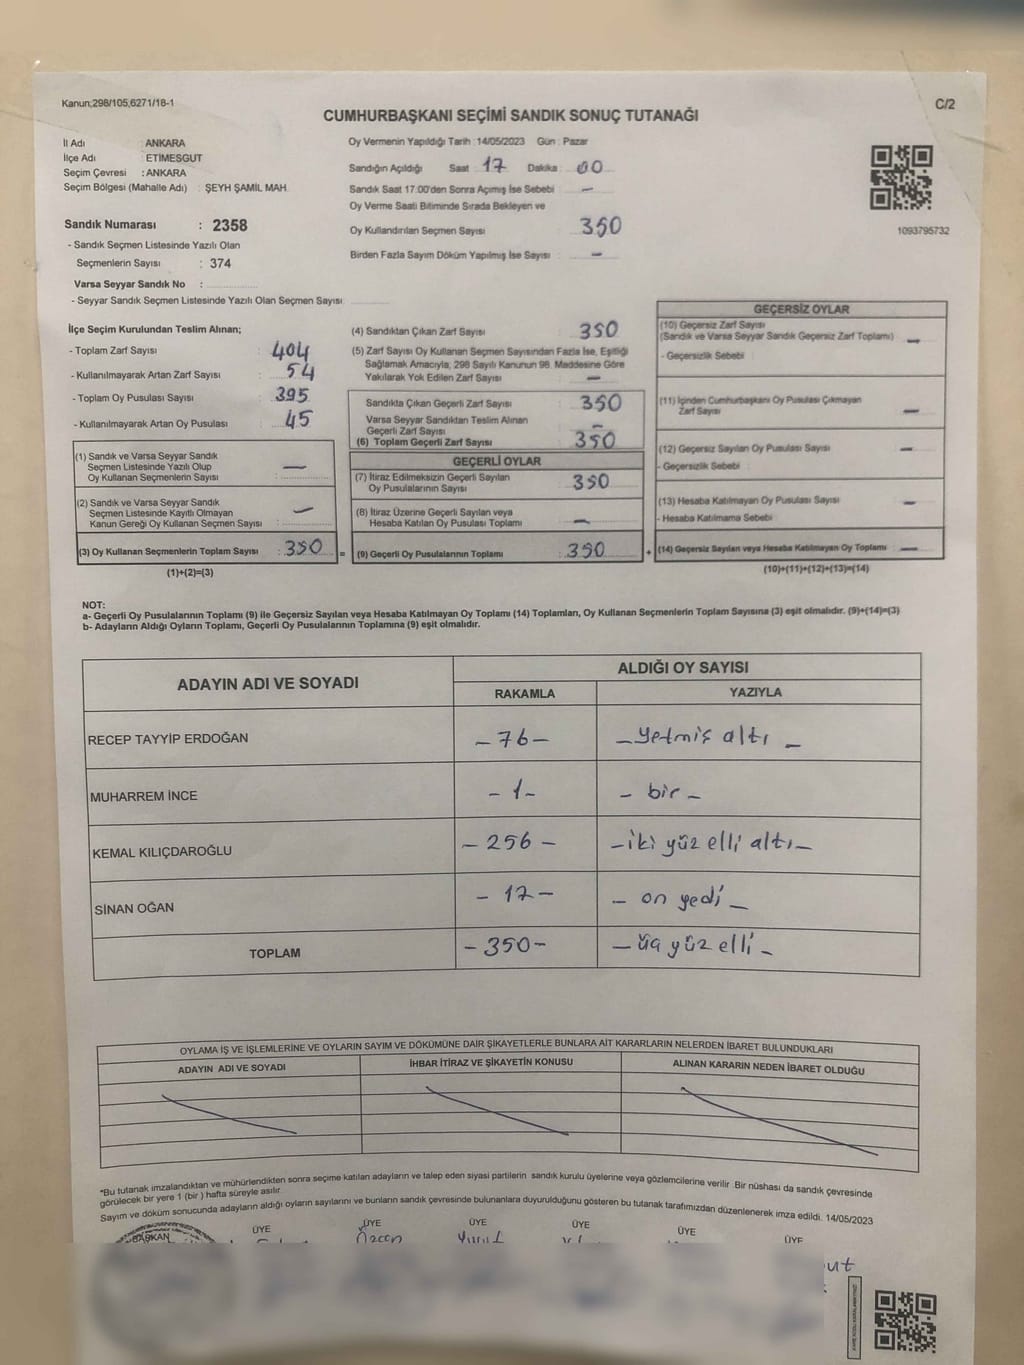 Kanun;298/105,6271/18-1
C/2
CUMHURBAŞKANI SEÇİMİ SANDIK SONUÇ TUTANAĞI
İl Adı : ANKARA
İlçe Adı : ETİMESGUT
Seçim Çevresi : ANKARA
Seçim Bölgesi (Mahalle Adı) : ŞEYH ŞAMİL MAH.
Oy Vermenin Yapıldığı Tarih :14/05/2023 Gün : Pazar
Sandığın Açıldığı Saat 17 Dakika : 00
Sandık Saat 17:00'den Sonra Açımış İse Sebebi : –
Oy Verme Saati Bitiminde Sırada Bekleyen ve
Oy Kullandırılan Seçmen Sayısı : 350
Birden Fazla Sayım Döküm Yapılmış İse Sayısı : –
1093795732
Sandık Numarası : 2358
- Sandık Seçmen Listesinde Yazılı Olan
Seçmenlerin Sayısı : 374
Varsa Seyyar Sandık No :
- Seyyar Sandık Seçmen Listesinde Yazılı Olan Seçmen Sayısı:
İlçe Seçim Kurulundan Teslim Alınan;
- Toplam Zarf Sayısı : 404
- Kullanılmayarak Artan Zarf Sayısı : 54
- Toplam Oy Pusulası Sayısı : 395
- Kullanılmayarak Artan Oy Pusulası : 45
(1) Sandık ve Varsa Seyyar Sandık
Seçmen Listesinde Yazılı Olup
Oy Kullanan Seçmenlerin Sayısı : –
(2) Sandık ve Varsa Seyyar Sandık
Seçmen Listesinde Kayıtlı Olmayan
Kanun Gereği Oy Kullanan Seçmen Sayısı : –
(3) Oy Kullanan Seçmenlerin Toplam Sayısı : 350 =
(1)+(2)=(3)
(4) Sandıktan Çıkan Zarf Sayısı : 350
(5) Zarf Sayısı Oy Kullanan Seçmen Sayısından Fazla İse, Eşitliği
Sağlamak Amacıyla, 298 Sayılı Kanunun 98. Maddesine Göre
Yakılarak Yok Edilen Zarf Sayısı : –
Sandıkta Çıkan Geçerli Zarf Sayısı : 350
Varsa Seyyar Sandıktan Teslim Alınan
Geçerli Zarf Sayısı : –
(6) Toplam Geçerli Zarf Sayısı : 350
GEÇERLİ OYLAR
(7) İtiraz Edilmeksizin Geçerli Sayılan
Oy Pusulalarının Sayısı : 350
(8) İtiraz Üzerine Geçerli Sayılan veya
Hesaba Katılan Oy Pusulası Toplamı : –
(9) Geçerli Oy Pusulalarının Toplamı : 350 +
GEÇERSİZ OYLAR
(10) Geçersiz Zarf Sayısı
(Sandık ve Varsa Seyyar Sandık Geçersiz Zarf Toplamı) : –
- Geçersizlik Sebebi :
(11) İçinden Cumhurbaşkanı Oy Pusulası Çıkmayan
Zarf Sayısı : –
(12) Geçersiz Sayılan Oy Pusulası Sayısı : –
- Geçersizlik Sebebi :
(13) Hesaba Katılmayan Oy Pusulası Sayısı : –
- Hesaba Katılmama Sebebi :
(14) Geçersiz Sayılan veya Hesaba Katılmayan Oy Toplamı : –
(10)+(11)+(12)+(13)=(14)
NOT:
a- Geçerli Oy Pusulalarının Toplamı (9) ile Geçersiz Sayılan veya Hesaba Katılmayan Oy Toplamı (14) Toplamları, Oy Kullanan Seçmenlerin Toplam Sayısına (3) eşit olmalıdır. (9)+(14)=(3)
b- Adayların Aldığı Oyların Toplamı, Geçerli Oy Pusulalarının Toplamına (9) eşit olmalıdır.
ADAYIN ADI VE SOYADI ALDIĞI OY SAYISI
RAKAMLA YAZIYLA
RECEP TAYYİP ERDOĞAN –76– –yetmiş altı–
MUHARREM İNCE –1– –bir–
KEMAL KILIÇDAROĞLU –256– –iki yüz elli altı–
SİNAN OĞAN –17– –on yedi–
TOPLAM –350– –üç yüz elli–
OYLAMA İŞ VE İŞLEMLERİNE VE OYLARIN SAYIM VE DÖKÜMÜNE DAİR ŞİKAYETLERLE BUNLARA AİT KARARLARIN NELERDEN İBARET BULUNDUKLARI
ADAYIN ADI VE SOYADI İHBAR İTİRAZ VE ŞİKAYETİN KONUSU ALINAN KARARIN NEDEN İBARET OLDUĞU
*Bu tutanak imzalandıktan ve mühürlendikten sonra seçime katılan adayların ve talep eden siyasi partilerin sandık kurulu üyelerine veya gözlemcilerine verilir Bir nüshası da sandık çevresinde
görülecek bir yere 1 (bir) hafta süreyle asılır.
Sayım ve döküm sonucunda adayların aldığı oyların sayılarını ve bunların sandık çevresinde bulunanlara duyurulduğunu gösteren bu tutanak tarafımızdan düzenlenerek imza edildi. 14/05/2023
BAŞKAN ÜYE ÜYE ÜYE ÜYE ÜYE ÜYE
Özcan